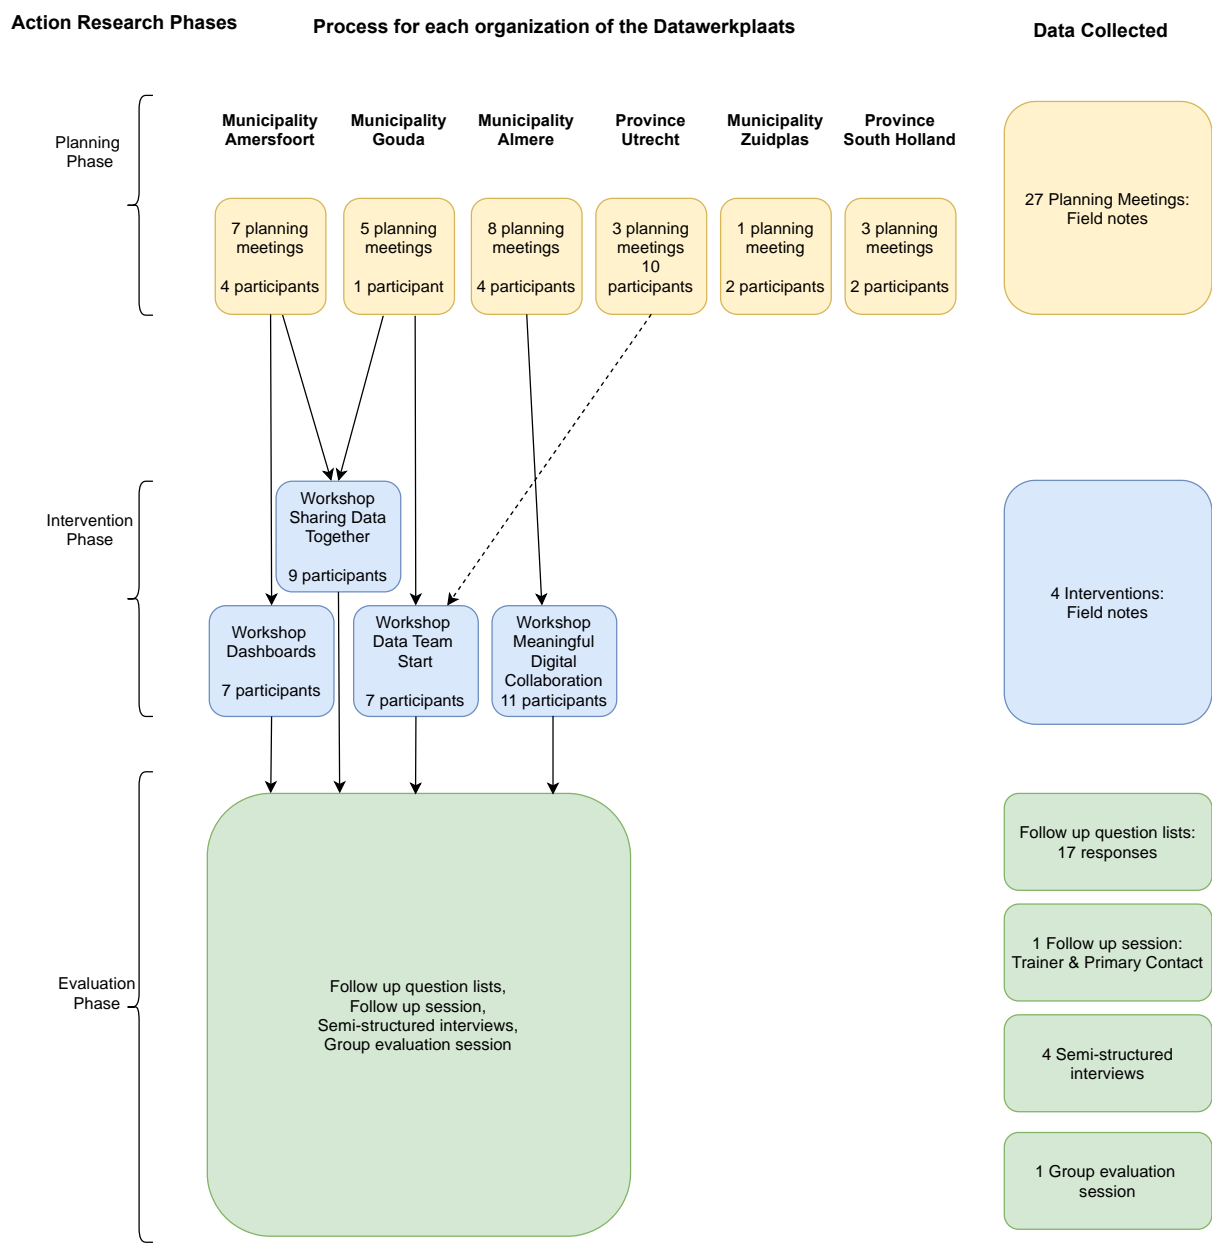 Action Research Phases
Process for each organization of the Datawerkplaats
Data Collected
Planning
Phase
Municipality
Amersfoort
Municipality
Gouda
Municipality
Almere
Province
Utrecht
Municipality
Zuidplas
Province
South Holland
7 planning
meetings
4 participants
5 planning
meetings
1 participant
8 planning
meetings
4 participants
3 planning
meetings
10
participants
1 planning
meeting
2 participants
3 planning
meetings
2 participants
27 Planning Meetings:
Field notes
Intervention
Phase
Workshop
Sharing Data
Together
9 participants
Workshop
Dashboards
7 participants
Workshop
Data Team
Start
7 participants
Workshop
Meaningful
Digital
Collaboration
11 participants
4 Interventions:
Field notes
Evaluation
Phase
Follow up question lists,
Follow up session,
Semi-structured interviews,
Group evaluation session
Follow up question lists:
17 responses
1 Follow up session:
Trainer & Primary Contact
4 Semi-structured
interviews
1 Group evaluation
session